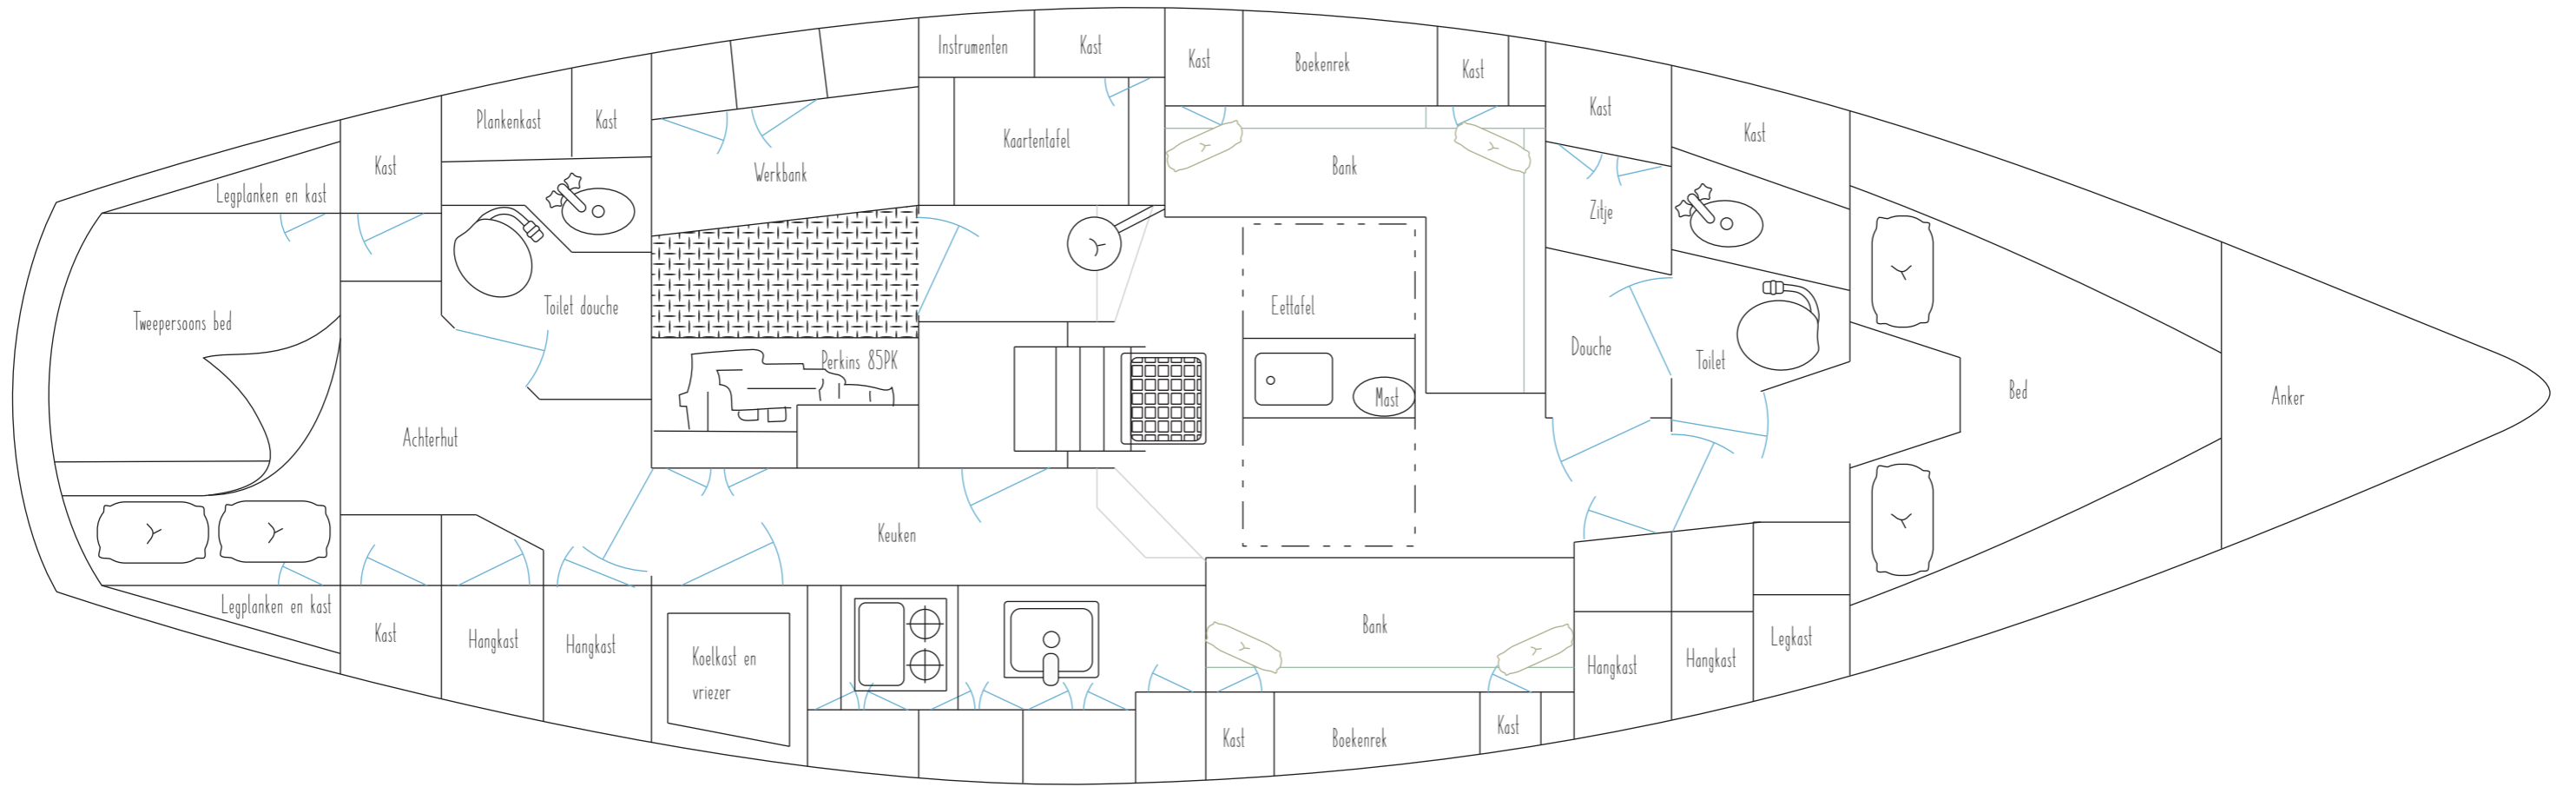 Instrumenten
Kast
Kast
Boekenrek
Kast
Kast
Kast
Plankenkast
Kast
Kast
Legplanken en kast
Werkbank
Kaartentafel
Bank
Zitje
Tweepersoons bed
Toilet douche
Perkins 85PK
Eettafel
Mast
Douche
Toilet
Bed
Anker
Achterhut
Keuken
Legplanken en kast
Kast
Hangkast
Hangkast
Koelkast en
vriezer
Bank
Hangkast
Hangkast
Legkast
Kast
Boekenrek
Kast